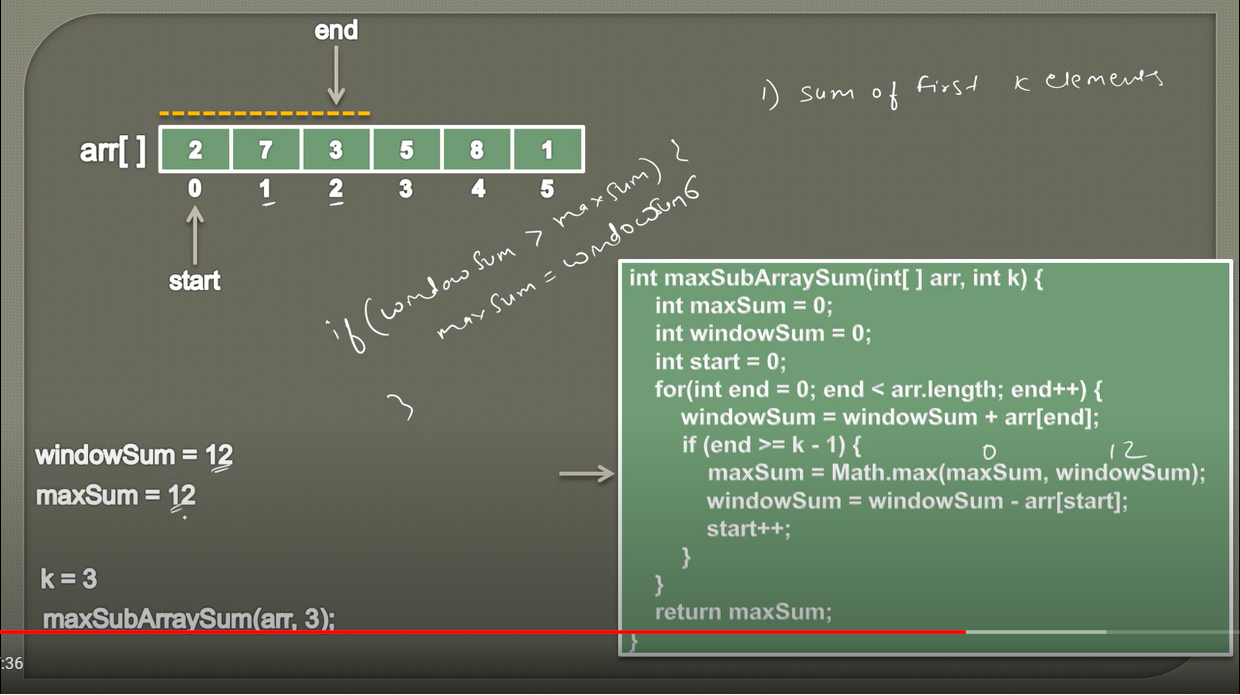 end
1) sum of first k elements
arr[ ] 2 7 3 5 8 1
0 1 2 3 4 5
start
if (windowSum > maxSum) {
maxSum = windowSum
}
windowSum = 12
maxSum = 12
k = 3
maxSubArraySum(arr, 3);
int maxSubArraySum(int[ ] arr, int k) {
int maxSum = 0;
int windowSum = 0;
int start = 0;
for(int end = 0; end < arr.length; end++) {
windowSum = windowSum + arr[end];
if (end >= k - 1) {
0 12
maxSum = Math.max(maxSum, windowSum);
windowSum = windowSum - arr[start];
start++;
}
}
return maxSum;
}
:36